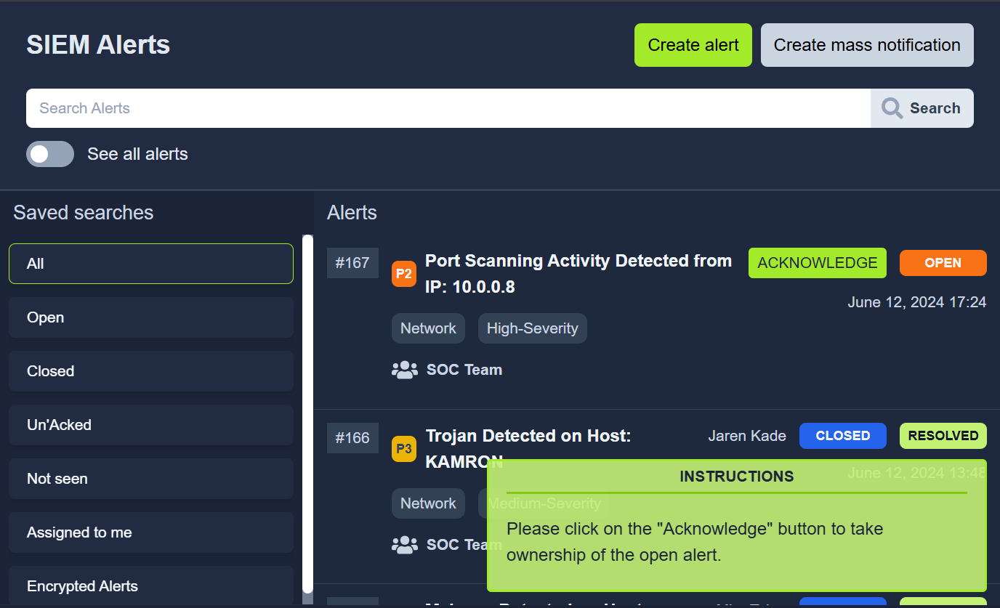 SIEM Alerts
Create alert
Create mass notification
Search Alerts
Search
See all alerts
Saved searches
All
Open
Closed
Un'Acked
Not seen
Assigned to me
Encrypted Alerts
Alerts
#167
P2
Port Scanning Activity Detected from
IP: 10.0.0.8
ACKNOWLEDGE
OPEN
June 12, 2024 17:24
Network
High-Severity
SOC Team
#166
P3
Trojan Detected on Host:
KAMRON
Jaren Kade
CLOSED
RESOLVED
June 12, 2024 13:48
Network
Medium-Severity
SOC Team
INSTRUCTIONS
Please click on the "Acknowledge" button to take
ownership of the open alert.